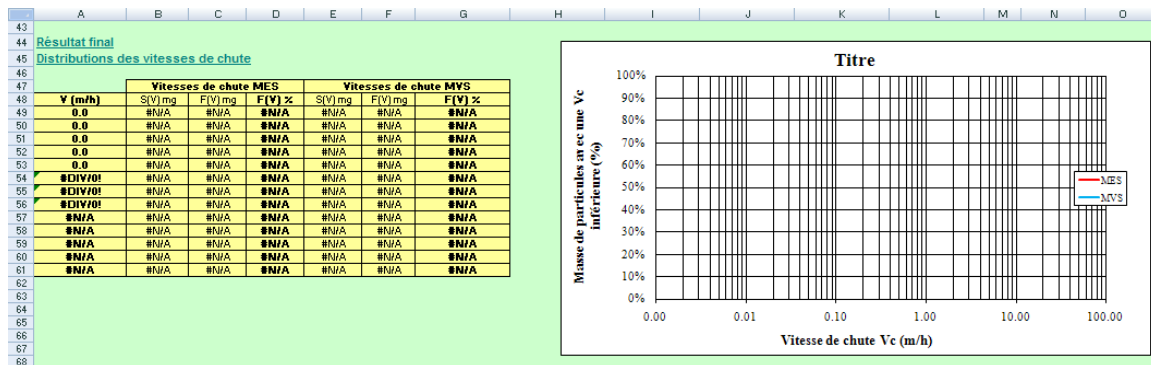 A B C D E F G H I J K L M N O
43
44 Résultat final
45 Distributions des vitesses de chute
46
47 Vitesses de chute MES Vitesses de chute MVS
48 V (m/h) S(V) mg F(V) mg F(V) % S(V) mg F(V) mg F(V) %
49 0.0 #N/A #N/A #N/A #N/A #N/A #N/A
50 0.0 #N/A #N/A #N/A #N/A #N/A #N/A
51 0.0 #N/A #N/A #N/A #N/A #N/A #N/A
52 0.0 #N/A #N/A #N/A #N/A #N/A #N/A
53 0.0 #N/A #N/A #N/A #N/A #N/A #N/A
54 #DIV/0! #N/A #N/A #N/A #N/A #N/A #N/A
55 #DIV/0! #N/A #N/A #N/A #N/A #N/A #N/A
56 #DIV/0! #N/A #N/A #N/A #N/A #N/A #N/A
57 #N/A #N/A #N/A #N/A #N/A #N/A #N/A
58 #N/A #N/A #N/A #N/A #N/A #N/A #N/A
59 #N/A #N/A #N/A #N/A #N/A #N/A #N/A
60 #N/A #N/A #N/A #N/A #N/A #N/A #N/A
61 #N/A #N/A #N/A #N/A #N/A #N/A #N/A
62
63
64
65
66
67
68
Titre
Masse de particules avec une Vc
inférieure (%)
100%
90%
80%
70%
60%
50%
40%
30%
20%
10%
0%
0.00 0.01 0.10 1.00 10.00 100.00
Vitesse de chute Vc (m/h)
MES
MVS